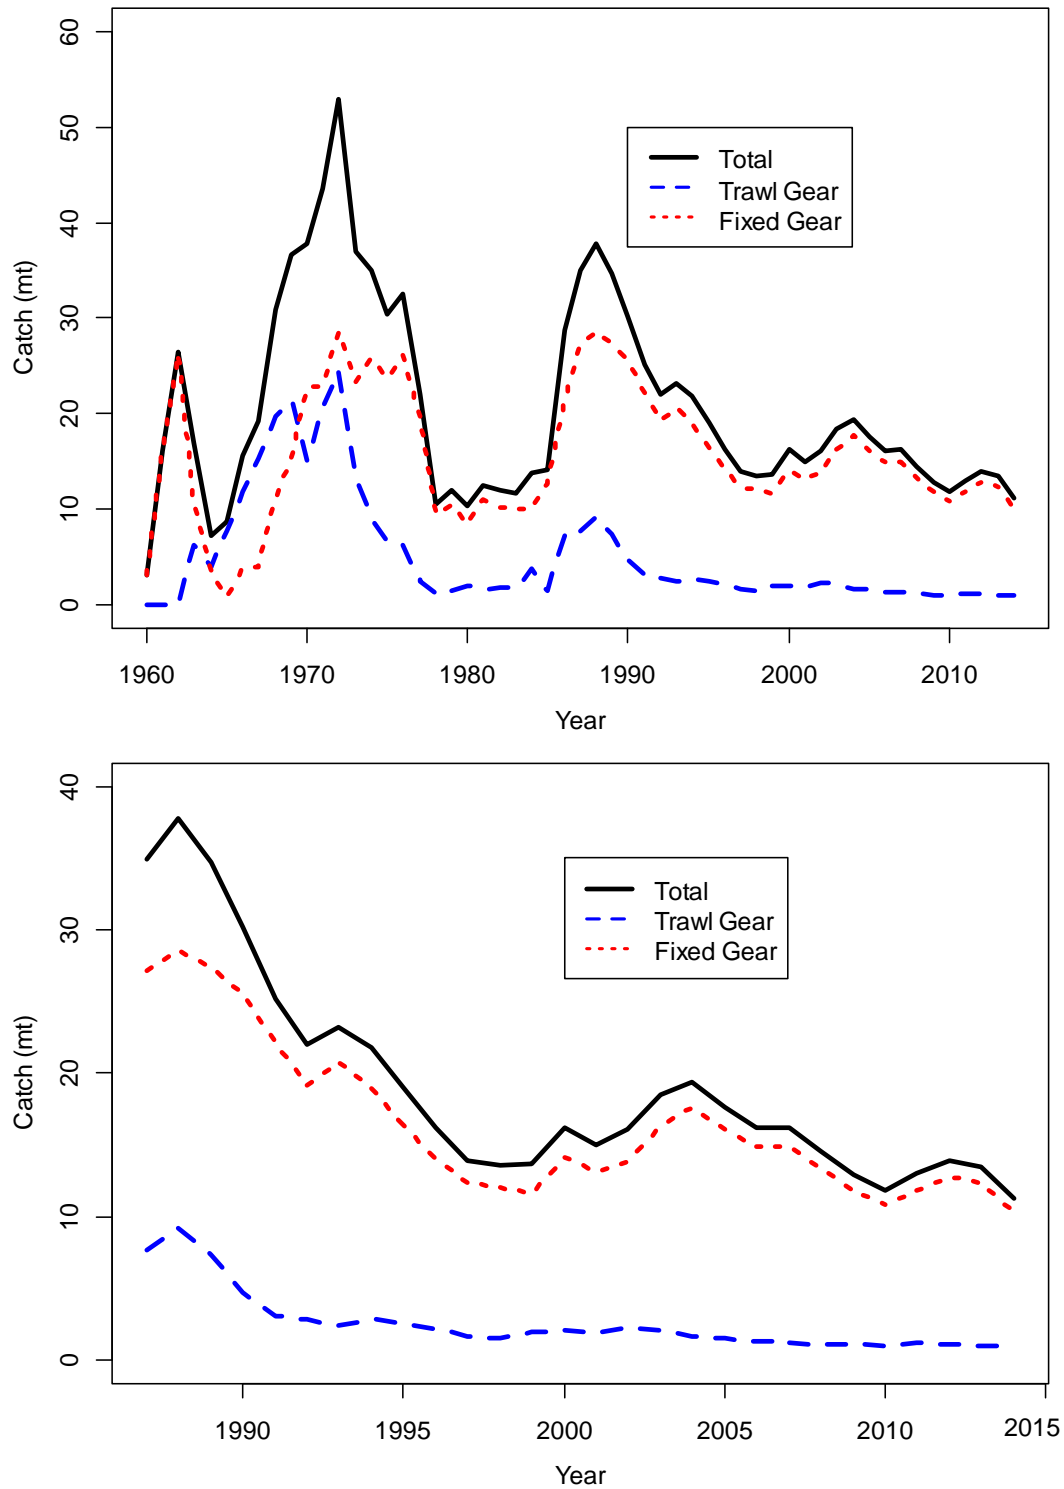 60
50
40
30
20
10
0
Catch (mt)
Total
Trawl Gear
Fixed Gear
1960 1970 1980 1990 2000 2010
Year
40
30
20
10
0
Catch (mt)
Total
Trawl Gear
Fixed Gear
1990 1995 2000 2005 2010 2015
Year